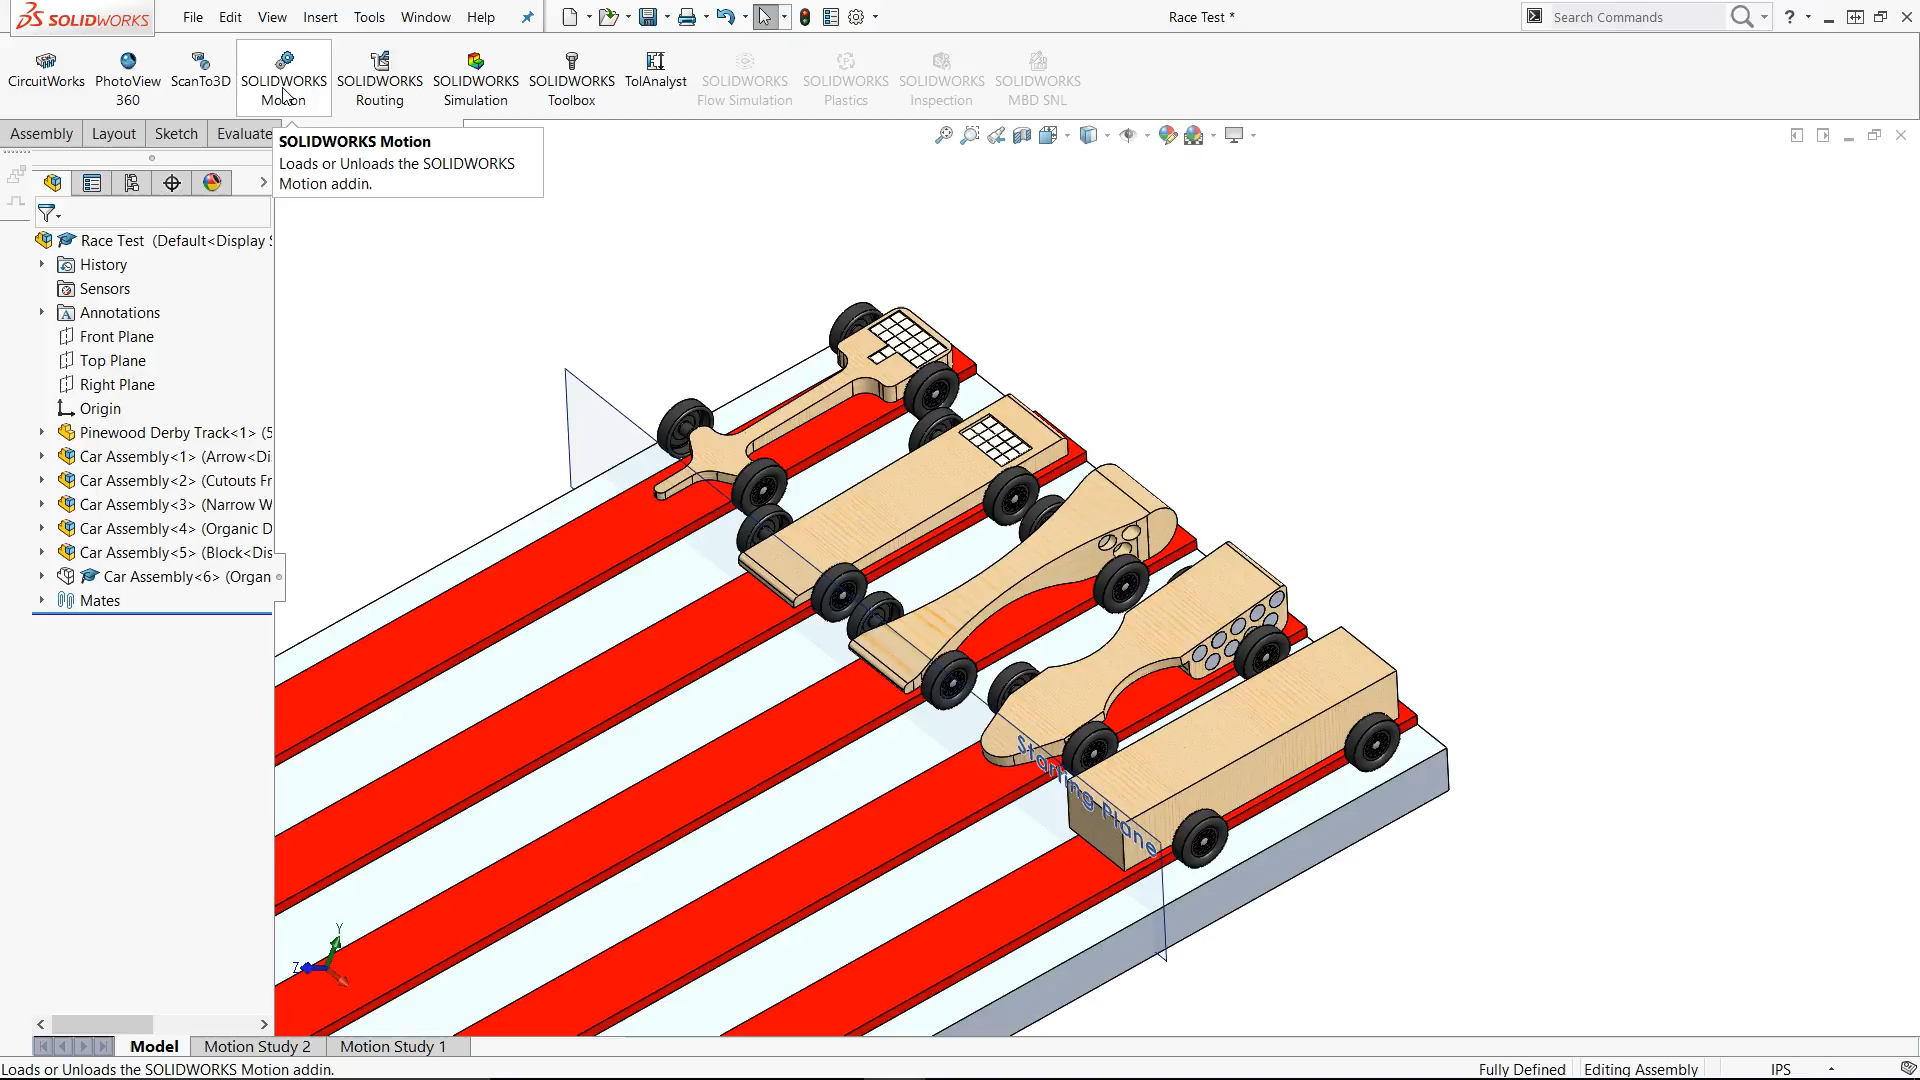 SOLIDWORKS
File Edit View Insert Tools Window Help
Race Test *
Search Commands
?
CircuitWorks
PhotoView 360
ScanTo3D
SOLIDWORKS Motion
SOLIDWORKS Routing
SOLIDWORKS Simulation
SOLIDWORKS Toolbox
TolAnalyst
SOLIDWORKS Flow Simulation
SOLIDWORKS Plastics
SOLIDWORKS Inspection
SOLIDWORKS MBD SNL
Assembly Layout Sketch Evaluate
SOLIDWORKS Motion
Loads or Unloads the SOLIDWORKS
Motion addin.
Race Test (Default<Display S
History
Sensors
Annotations
Front Plane
Top Plane
Right Plane
Origin
Pinewood Derby Track<1> (5
Car Assembly<1> (Arrow<Di
Car Assembly<2> (Cutouts Fr
Car Assembly<3> (Narrow W
Car Assembly<4> (Organic D
Car Assembly<5> (Block<Dis
Car Assembly<6> (Organ
Mates
Starting Plane
Y
Z
Model Motion Study 2 Motion Study 1
Loads or Unloads the SOLIDWORKS Motion addin.
Fully Defined Editing Assembly IPS